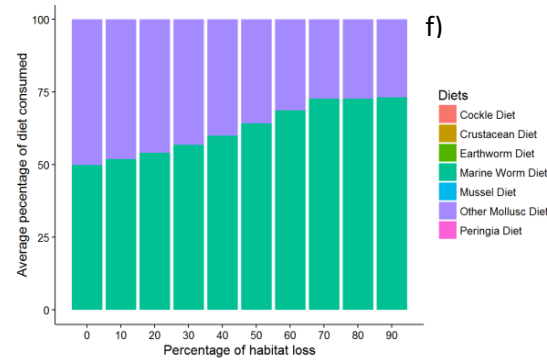 f)
100
75
50
25
0
Average pecentage of diet consumed
0 10 20 30 40 50 60 70 80 90
Percentage of habitat loss
Diets
Cockle Diet
Crustacean Diet
Earthworm Diet
Marine Worm Diet
Mussel Diet
Other Mollusc Diet
Peringia Diet